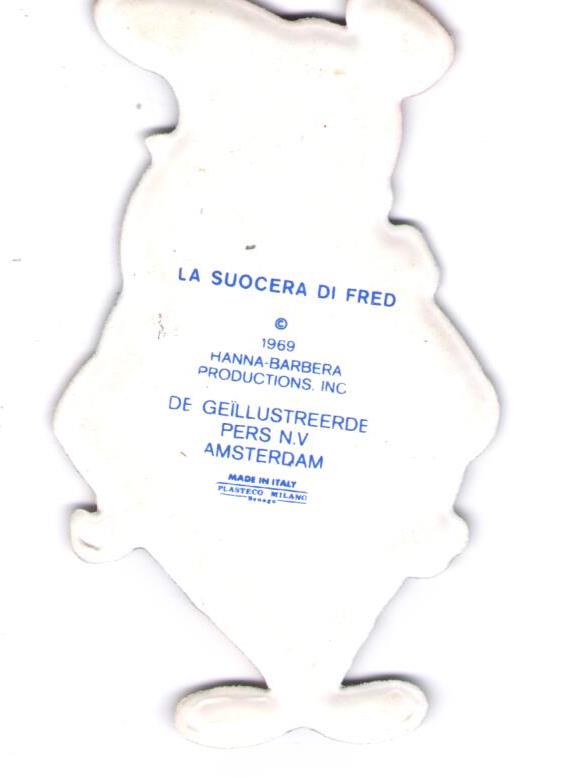 LA SUOCERA DI FRED
©
1969
HANNA-BARBERA
PRODUCTIONS. INC
DE GEÏLLUSTREERDE
PERS N.V
AMSTERDAM
MADE IN ITALY
PLASTECO MILANO